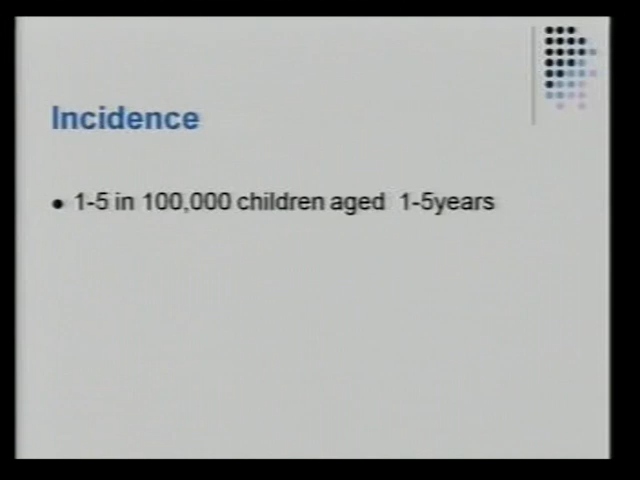 Incidence
● 1-5 in 100,000 children aged 1-5years